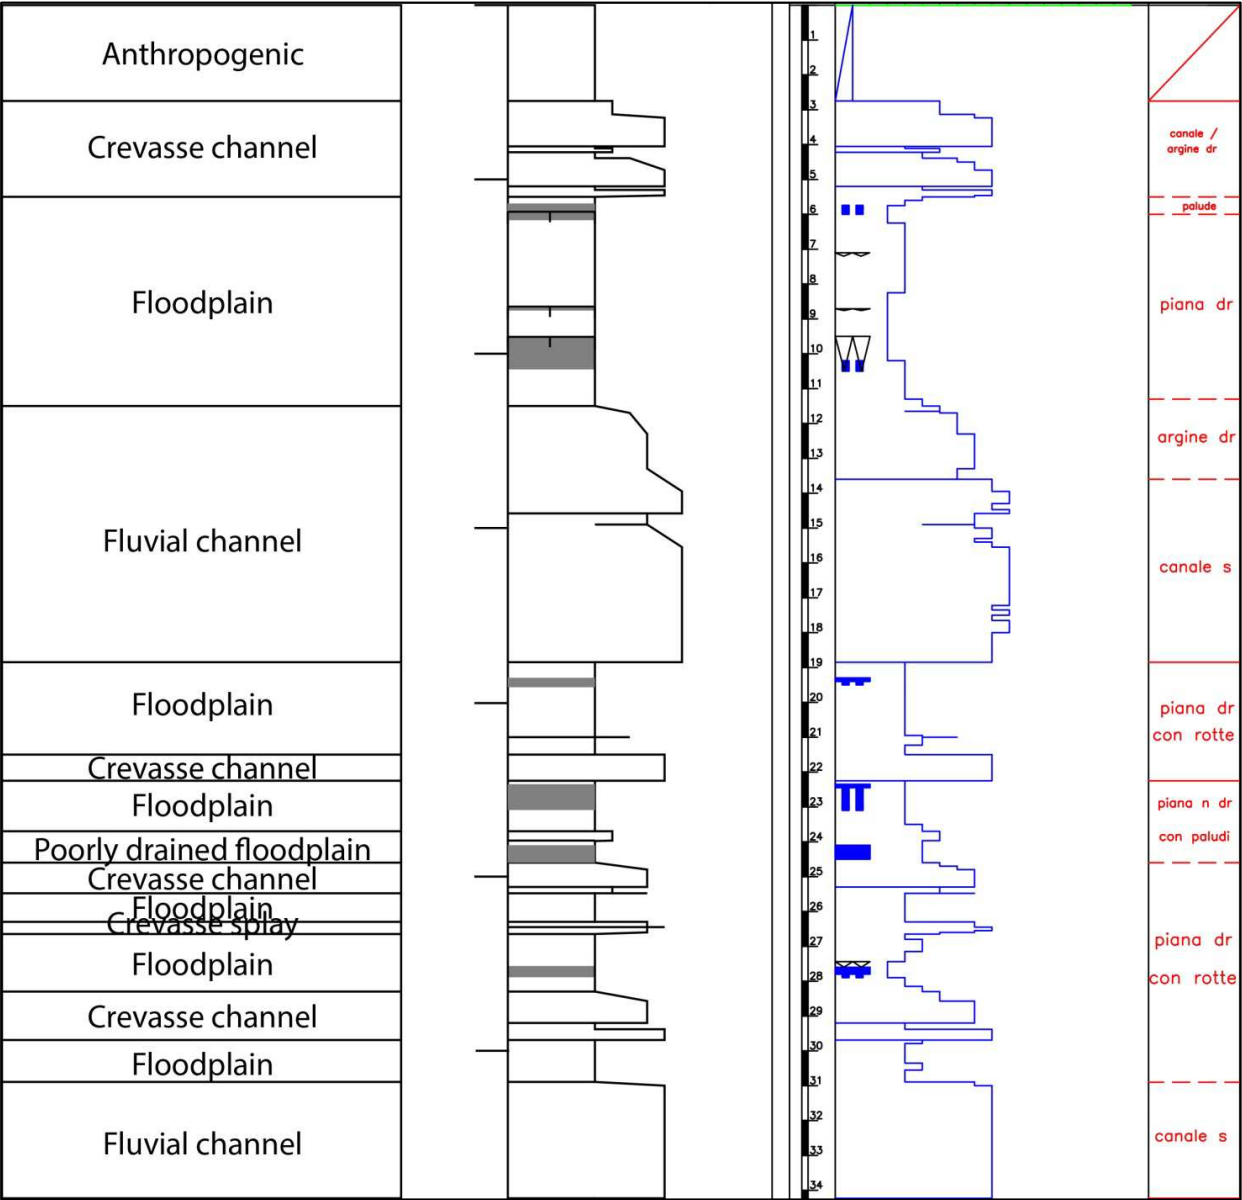 Anthropogenic
Crevasse channel
Floodplain
Fluvial channel
Floodplain
Crevasse channel
Floodplain
Poorly drained floodplain
Crevasse channel
Floodplain
Crevasse splay
Floodplain
Crevasse channel
Floodplain
Fluvial channel
1
2
3
4
5
6
7
8
9
10
11
12
13
14
15
16
17
18
19
20
21
22
23
24
25
26
27
28
29
30
31
32
33
34
canale /
argine dr
palude
piana dr
argine dr
canale s
piana dr
con rotte
piana n dr
con paludi
piana dr
con rotte
canale s